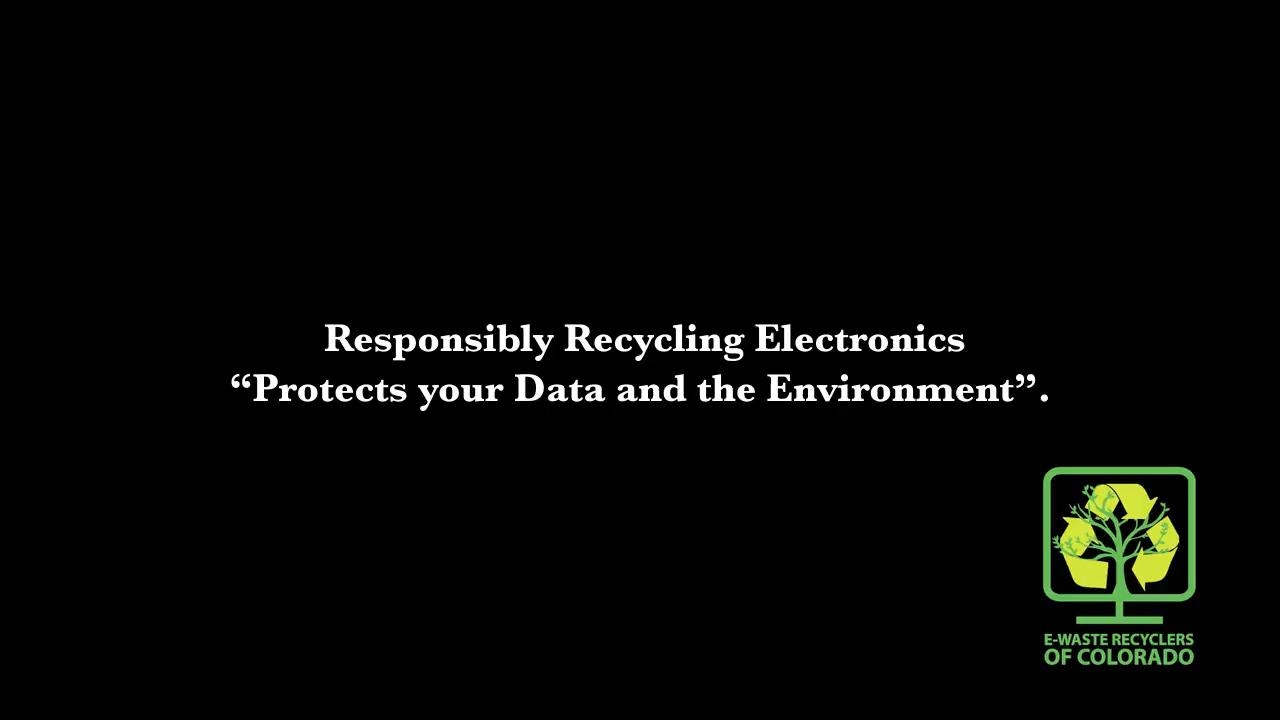 Responsibly Recycling Electronics
“Protects your Data and the Environment”.
E-WASTE RECYCLERS
OF COLORADO